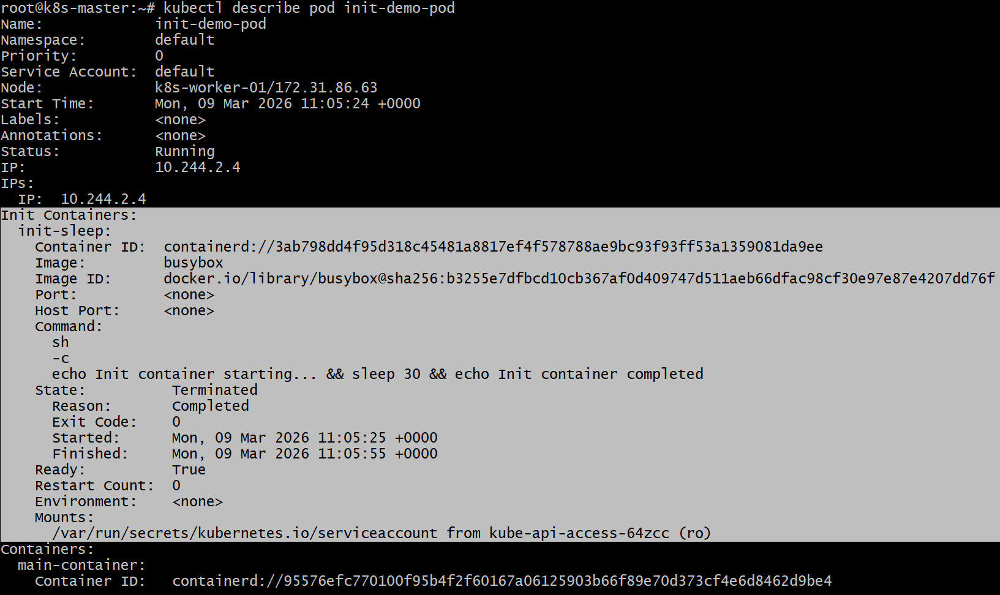 root@k8s-master:~# kubectl describe pod init-demo-pod
Name:             init-demo-pod
Namespace:        default
Priority:         0
Service Account:  default
Node:             k8s-worker-01/172.31.86.63
Start Time:       Mon, 09 Mar 2026 11:05:24 +0000
Labels:           <none>
Annotations:      <none>
Status:           Running
IP:               10.244.2.4
IPs:
  IP:  10.244.2.4
Init Containers:
  init-sleep:
    Container ID:  containerd://3ab798dd4f95d318c45481a8817ef4f578788ae9bc93f93ff53a1359081da9ee
    Image:         busybox
    Image ID:      docker.io/library/busybox@sha256:b3255e7dfbcd10cb367af0d409747d511aeb66dfac98cf30e97e87e4207dd76f
    Port:          <none>
    Host Port:     <none>
    Command:
      sh
      -c
      echo Init container starting... && sleep 30 && echo Init container completed
    State:          Terminated
      Reason:       Completed
      Exit Code:    0
      Started:      Mon, 09 Mar 2026 11:05:25 +0000
      Finished:     Mon, 09 Mar 2026 11:05:55 +0000
    Ready:          True
    Restart Count:  0
    Environment:    <none>
    Mounts:
      /var/run/secrets/kubernetes.io/serviceaccount from kube-api-access-64zcc (ro)
Containers:
  main-container:
    Container ID:   containerd://95576efc770100f95b4f2f60167a06125903b66f89e70d373cf4e6d8462d9be4